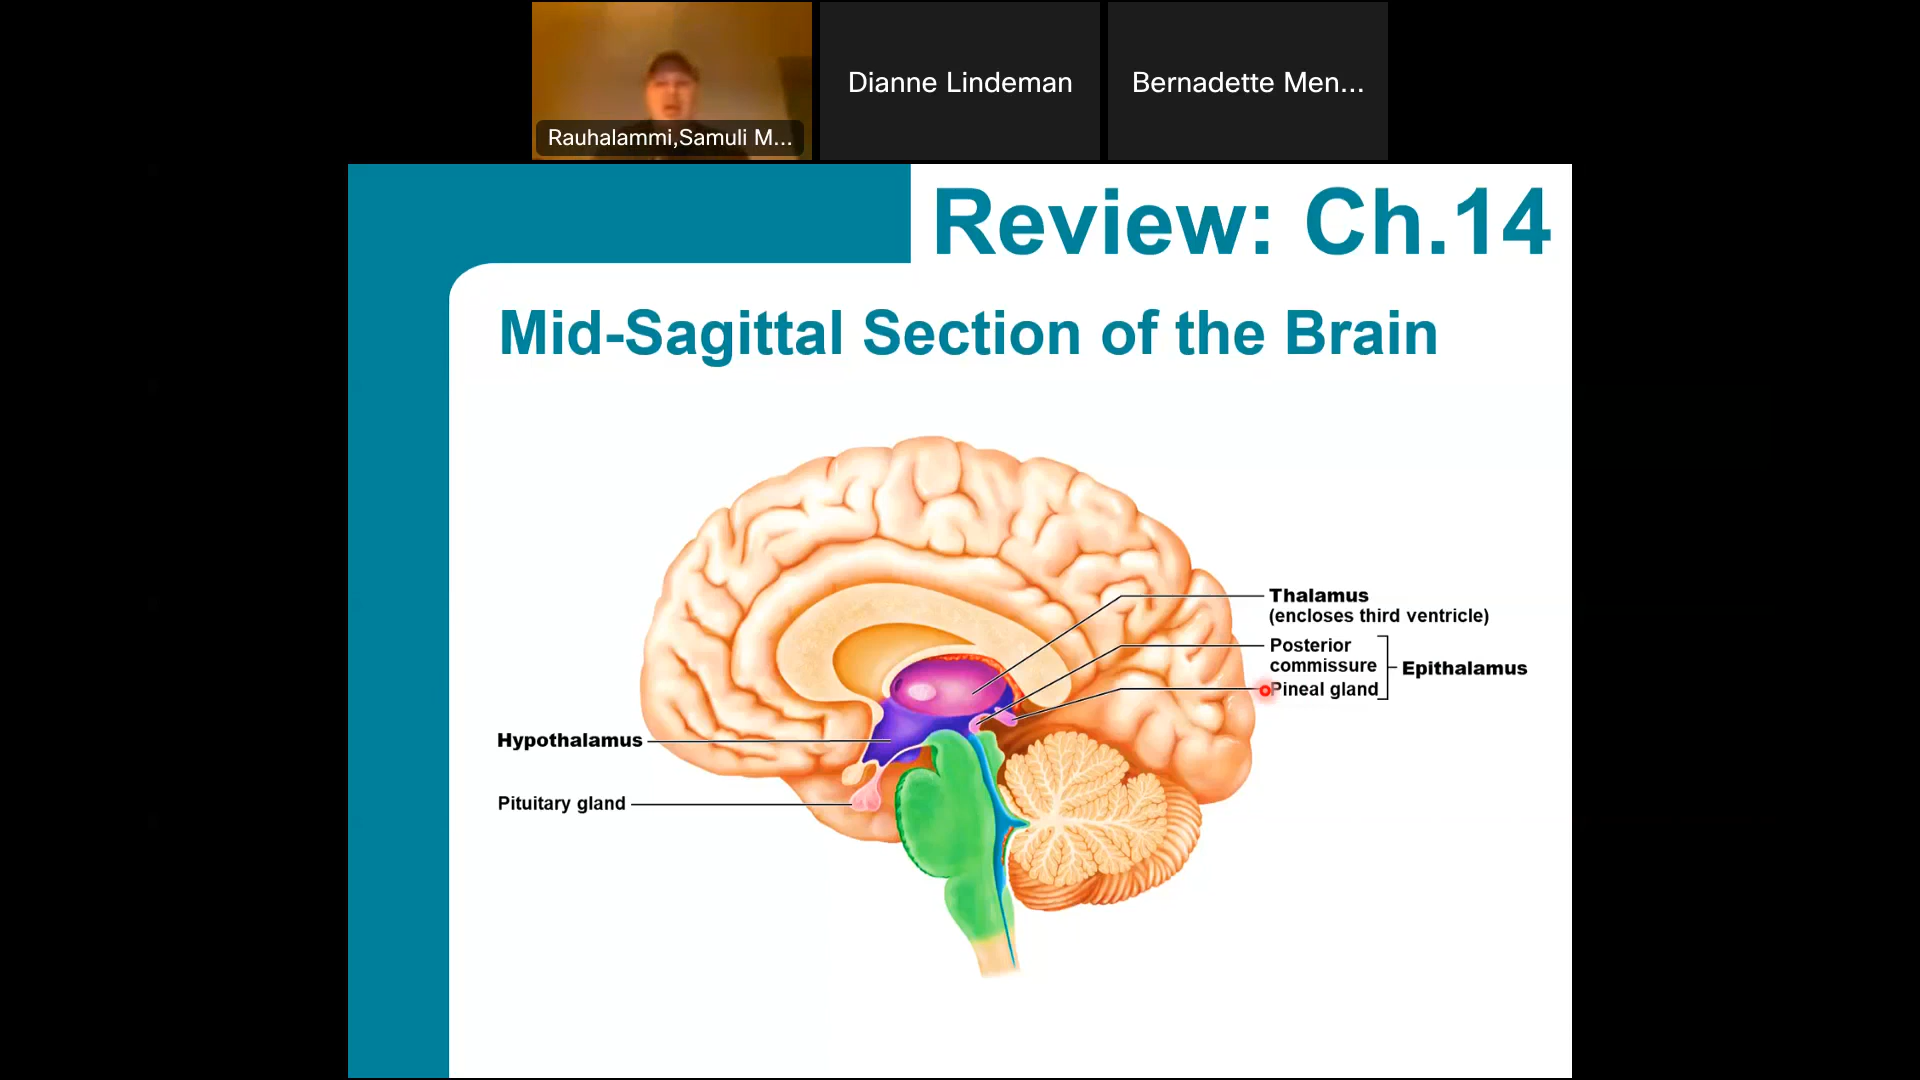 Rauhalammi,Samuli M...
Dianne Lindeman
Bernadette Men...
Review: Ch.14
Mid-Sagittal Section of the Brain
Thalamus
(encloses third ventricle)
Posterior
commissure
Pineal gland
Epithalamus
Hypothalamus
Pituitary gland